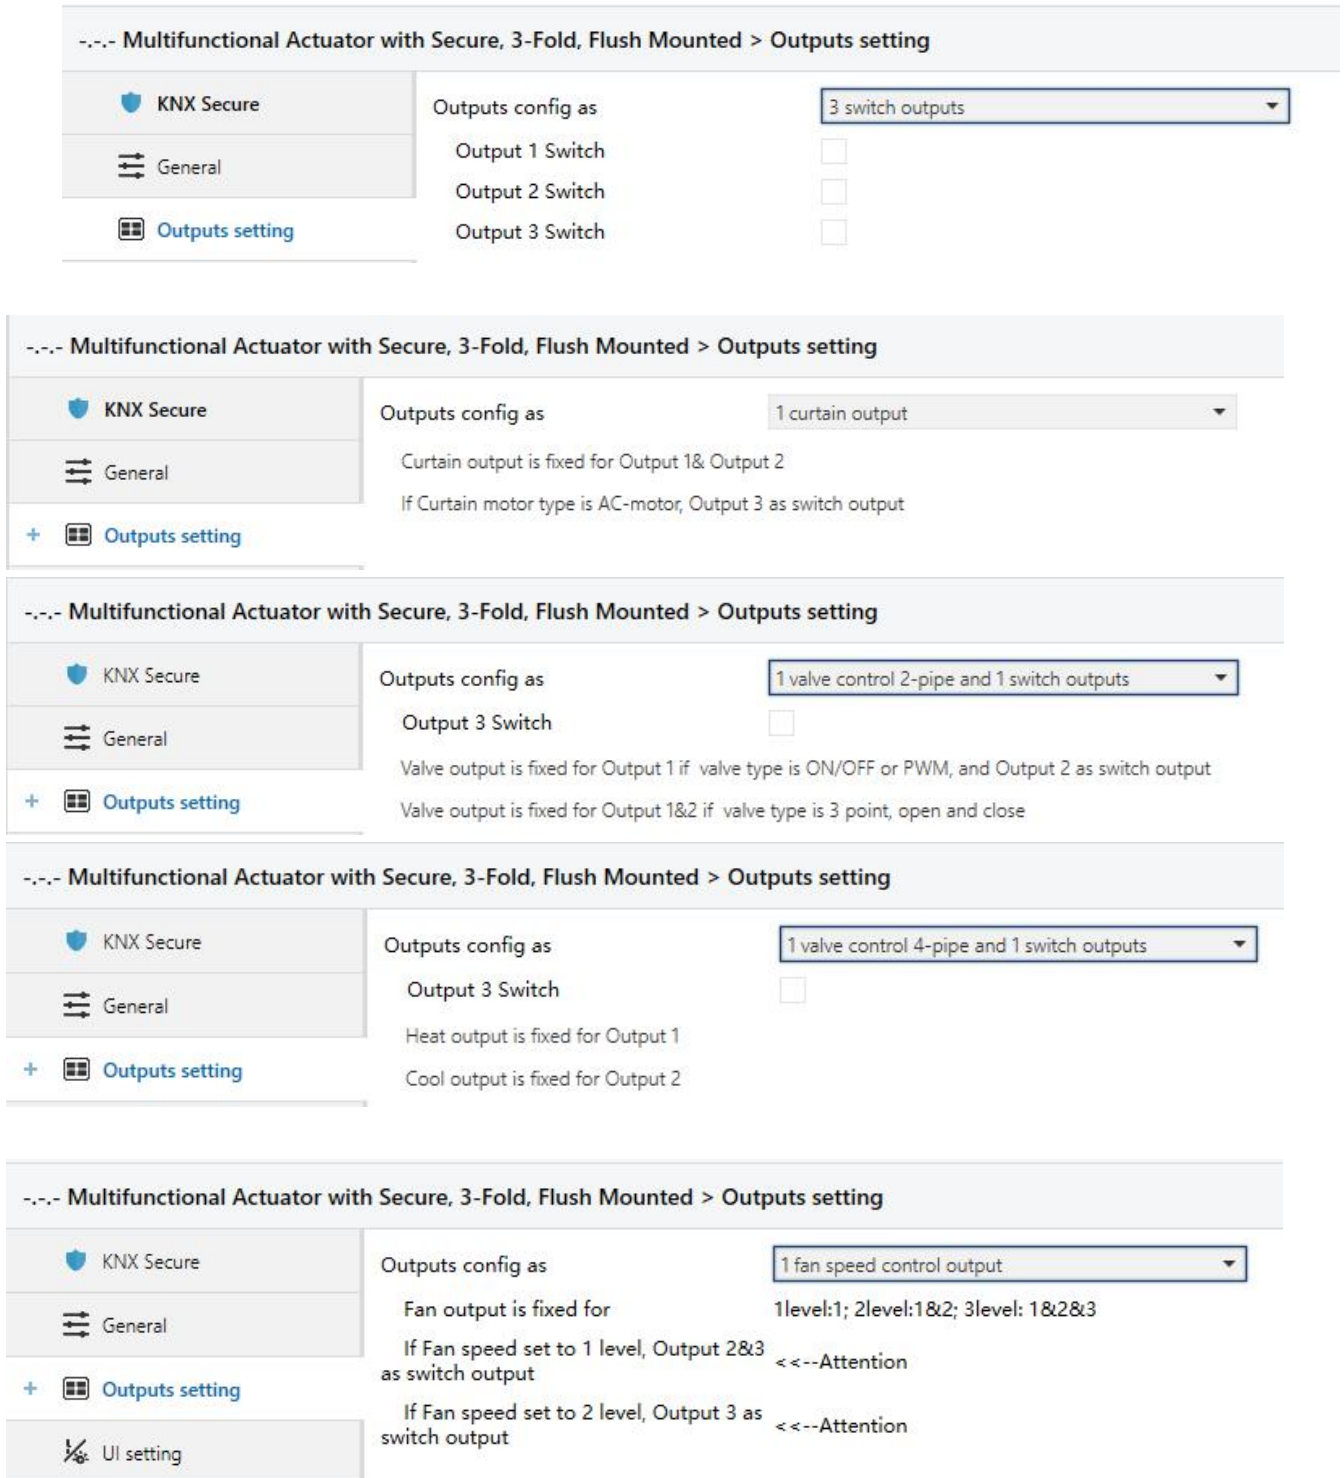 -.-.- Multifunctional Actuator with Secure, 3-Fold, Flush Mounted > Outputs setting
KNX Secure
General
Outputs setting
Outputs config as
3 switch outputs
Output 1 Switch
Output 2 Switch
Output 3 Switch
-.-.- Multifunctional Actuator with Secure, 3-Fold, Flush Mounted > Outputs setting
KNX Secure
General
+ Outputs setting
Outputs config as
1 curtain output
Curtain output is fixed for Output 1& Output 2
If Curtain motor type is AC-motor, Output 3 as switch output
-.-.- Multifunctional Actuator with Secure, 3-Fold, Flush Mounted > Outputs setting
KNX Secure
General
+ Outputs setting
Outputs config as
1 valve control 2-pipe and 1 switch outputs
Output 3 Switch
Valve output is fixed for Output 1 if  valve type is ON/OFF or PWM, and Output 2 as switch output
Valve output is fixed for Output 1&2 if  valve type is 3 point, open and close
-.-.- Multifunctional Actuator with Secure, 3-Fold, Flush Mounted > Outputs setting
KNX Secure
General
+ Outputs setting
Outputs config as
1 valve control 4-pipe and 1 switch outputs
Output 3 Switch
Heat output is fixed for Output 1
Cool output is fixed for Output 2
-.-.- Multifunctional Actuator with Secure, 3-Fold, Flush Mounted > Outputs setting
KNX Secure
General
+ Outputs setting
UI setting
Outputs config as
1 fan speed control output
Fan output is fixed for
1level:1; 2level:1&2; 3level: 1&2&3
If Fan speed set to 1 level, Output 2&3
as switch output
<<--Attention
If Fan speed set to 2 level, Output 3 as
switch output
<<--Attention